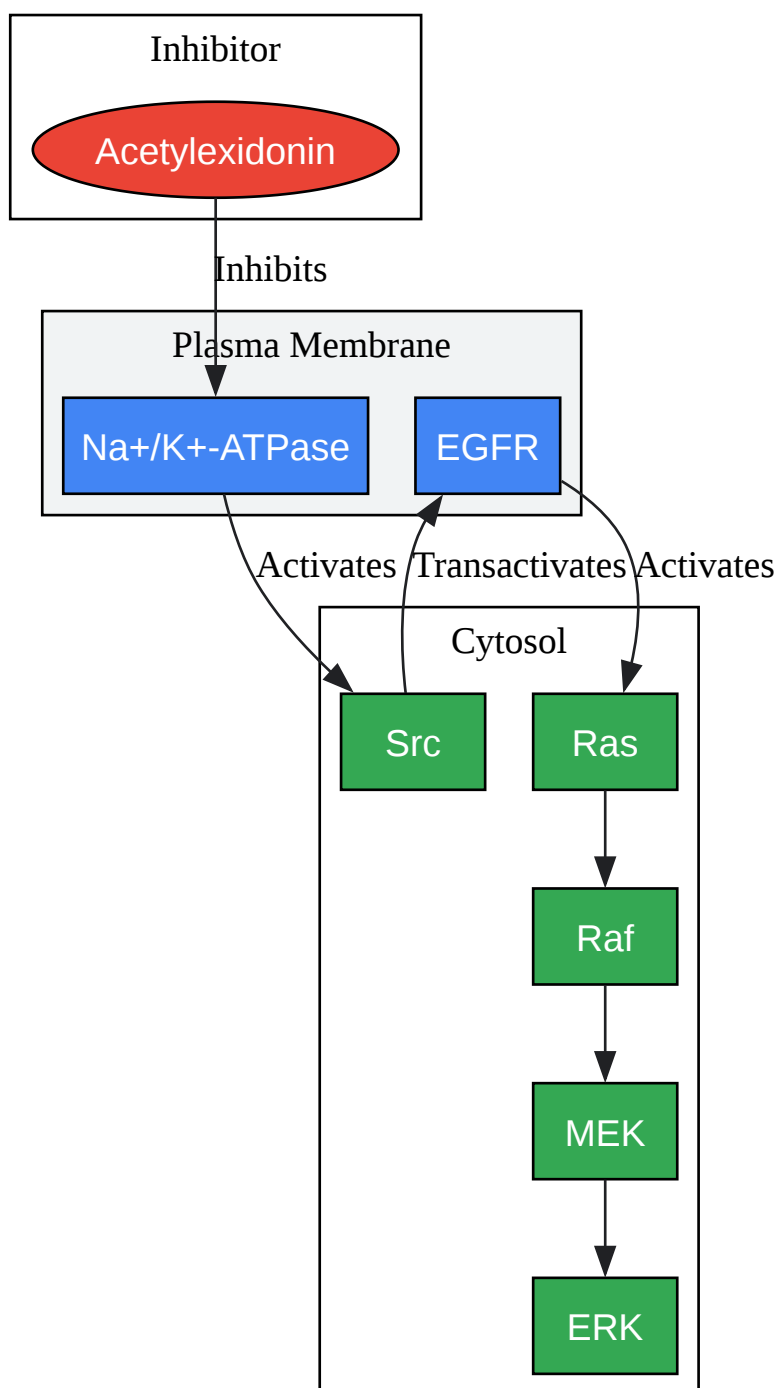 Inhibitor
Acetylexidonin
Inhibits
Plasma Membrane
Na+/K+-ATPase
EGFR
Activates
Transactivates
Activates
Cytosol
Src
Ras
Raf
MEK
ERK